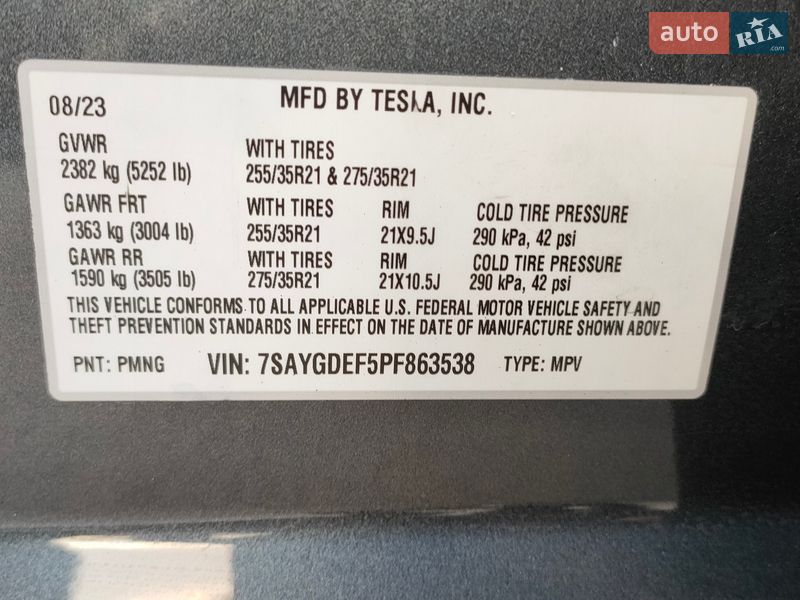 auto RIA.com
08/23 MFD BY TESLA, INC.
GVWR WITH TIRES
2382 kg (5252 lb) 255/35R21 & 275/35R21
GAWR FRT WITH TIRES RIM COLD TIRE PRESSURE
1363 kg (3004 lb) 255/35R21 21X9.5J 290 kPa, 42 psi
GAWR RR WITH TIRES RIM COLD TIRE PRESSURE
1590 kg (3505 lb) 275/35R21 21X10.5J 290 kPa, 42 psi
THIS VEHICLE CONFORMS TO ALL APPLICABLE U.S. FEDERAL MOTOR VEHICLE SAFETY AND
THEFT PREVENTION STANDARDS IN EFFECT ON THE DATE OF MANUFACTURE SHOWN ABOVE.
PNT: PMNG VIN: 7SAYGDEF5PF863538 TYPE: MPV